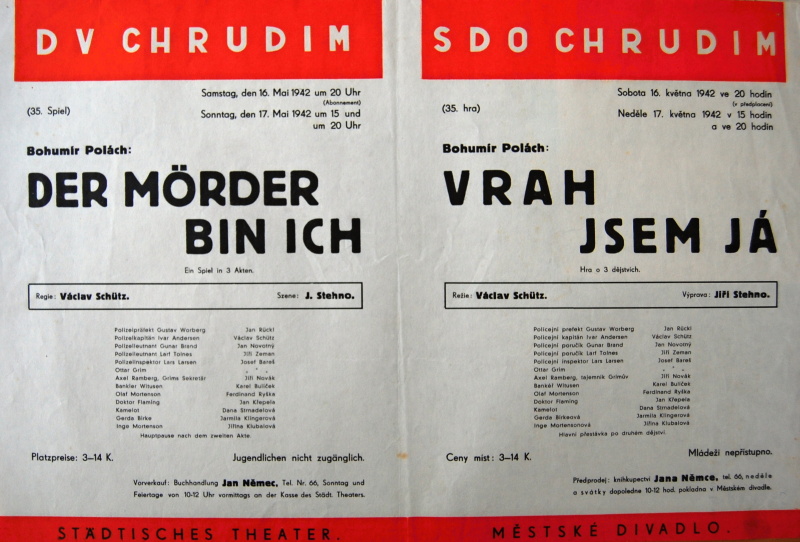 DV CHRUDIM
(35. Spiel)
Samstag, den 16. Mai 1942 um 20 Uhr
(Abonnement)
Sonntag, den 17. Mai 1942 um 15 und
um 20 Uhr
Bohumír Polách:
DER MÖRDER
BIN ICH
Ein Spiel in 3 Akten.
Regie: Václav Schütz. Szene: J. Stehno.
Polizeipräfekt Gustav Worberg Jan Rückl
Polizeikapitän Ivar Andersen Václav Schütz
Polizeileutnant Gunar Brand Jan Novotný
Polizeileutnant Larf Tolnes Jiří Zeman
Polizeiinspektor Lars Larsen Josef Bareš
Ottar Grim „ “ „
Axel Ramberg, Grims Sekretär Jiří Novák
Bankier Witusen Karel Bulíček
Olaf Mortenson Ferdinand Ryška
Doktor Fleming Jan Křepela
Kamelot Dana Strnadelová
Gerda Birke Jarmila Klingerová
Inge Mortenson Jiřina Klubalová
Hauptpause nach dem zweiten Akte.
Platzpreise: 3–14 K. Jugendlichen nicht zugänglich.
Vorverkauf: Buchhandlung Jan Němec, Tel. Nr. 66, Sonntag und
Feiertage von 10-12 Uhr vormittags an der Kasse des Städt. Theaters.
STÄDTISCHES THEATER.
SDO CHRUDIM
(35. hra)
Sobota 16. května 1942 ve 20 hodin
(v předplacení)
Neděle 17. května 1942 v 15 hodin
a ve 20 hodin
Bohumír Polách:
VRAH
JSEM JÁ
Hra o 3 dějstvích.
Režie: Václav Schütz. Výprava: Jiří Stehno.
Policejní prefekt Gustav Worberg Jan Rückl
Policejní kapitán Ivar Andersen Václav Schütz
Policejní poručík Gunar Brand Jan Novotný
Policejní poručík Larf Tolnes Jiří Zeman
Policejní inspektor Lars Larsen Josef Bareš
Ottar Grim „ “ „
Axel Ramberg, tajemník Grimův Jiří Novák
Bankéř Witusen Karel Bulíček
Olaf Mortenson Ferdinand Ryška
Doktor Fleming Jan Křepela
Kamelot Dana Strnadelová
Gerda Birkeová Jarmila Klingerová
Inge Mortensonová Jiřina Klubalová
Hlavní přestávka po druhém dějství.
Ceny míst: 3–14 K. Mládeži nepřístupno.
Předprodej: knihkupectví Jana Němce, tel. 66, neděle
a svátky dopoledne 10-12 hod. pokladna v Městském divadle.
MĚSTSKÉ DIVADLO.